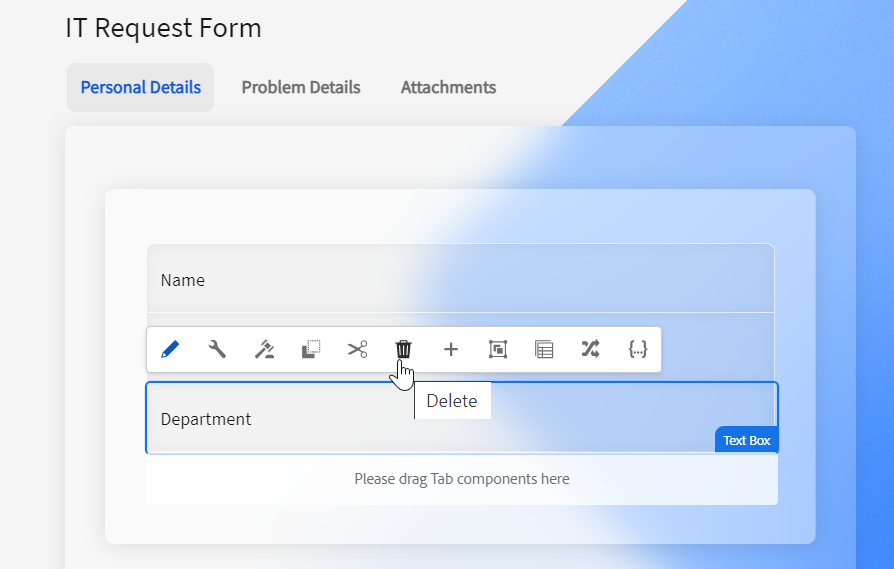 IT Request Form
Personal Details Problem Details Attachments
Name
Delete
Department
Text Box
Please drag Tab components here